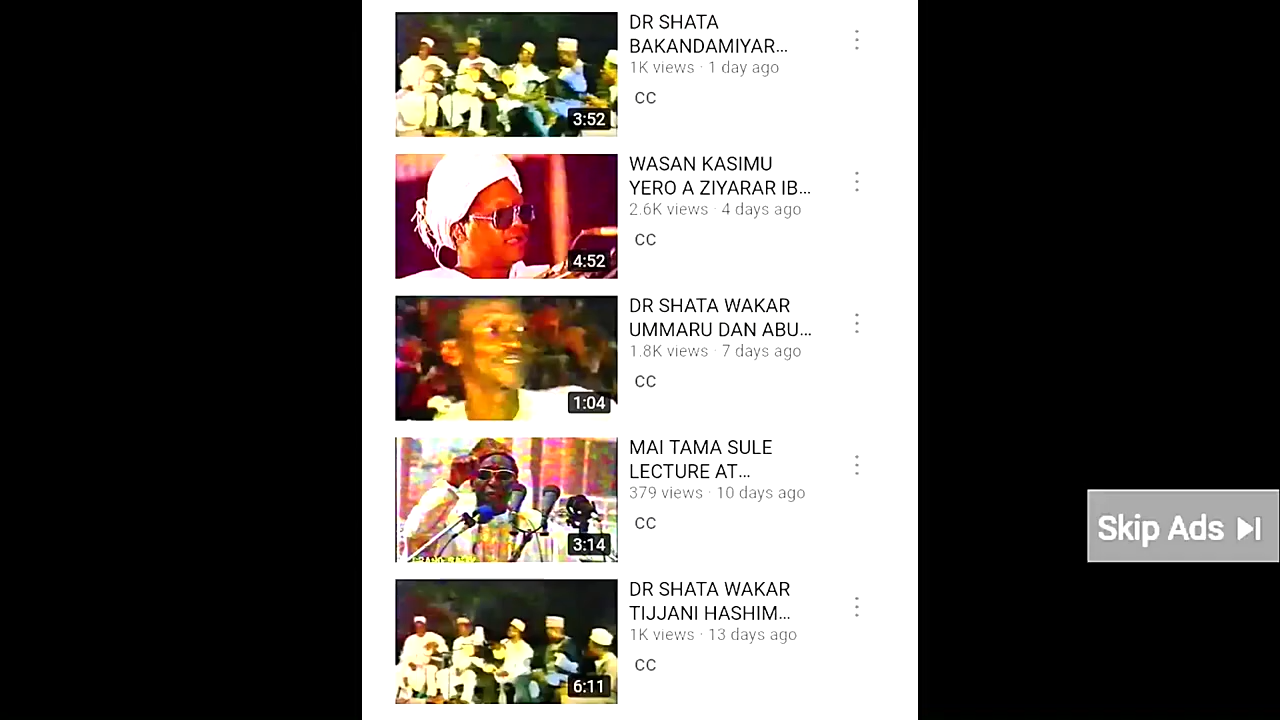 DR SHATA
BAKANDAMIYAR...
1K views · 1 day ago
CC
3:52
WASAN KASIMU
YERO A ZIYARAR IB...
2.6K views · 4 days ago
CC
4:52
DR SHATA WAKAR
UMMARU DAN ABU...
1.8K views · 7 days ago
CC
1:04
MAI TAMA SULE
LECTURE AT...
379 views · 10 days ago
CC
3:14
DR SHATA WAKAR
TIJJANI HASHIM...
1K views · 13 days ago
CC
6:11
Skip Ads